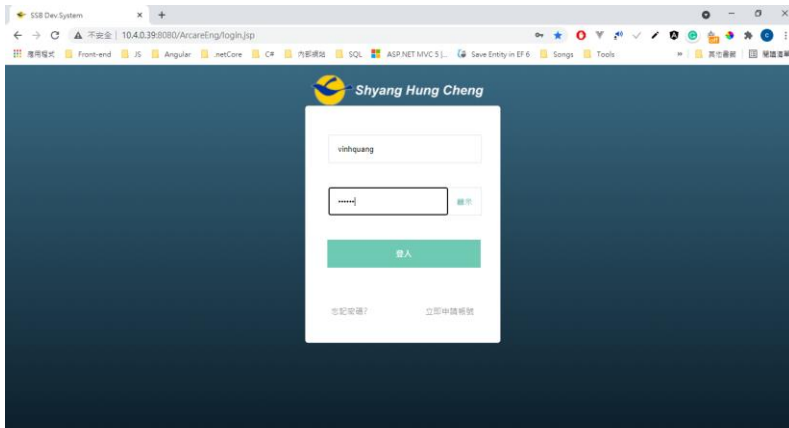 SSB Dev.System
不安全 | 10.4.0.39:8080/ArcareEng/login.jsp
應用程式 Front-end JS Angular .netCore C# 內部網站 SQL ASP.NET MVC 5 |... Save Entity in EF 6 Songs Tools » 其他書籤 閱讀清單
Shyang Hung Cheng
vinhquang
•••••• 顯示
登入
忘記密碼? 立即申請帳號